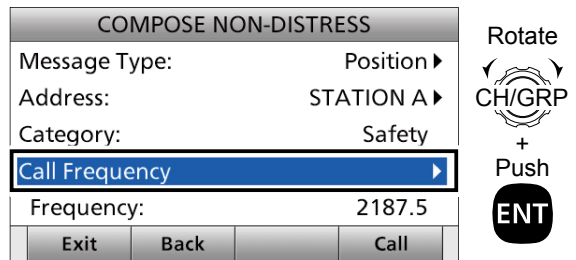 COMPOSE NON-DISTRESS
Message Type: Position
Address: STATION A
Category: Safety
Call Frequency
Frequency: 2187.5
Exit Back Call
Rotate
CH/GRP
+
Push
ENT